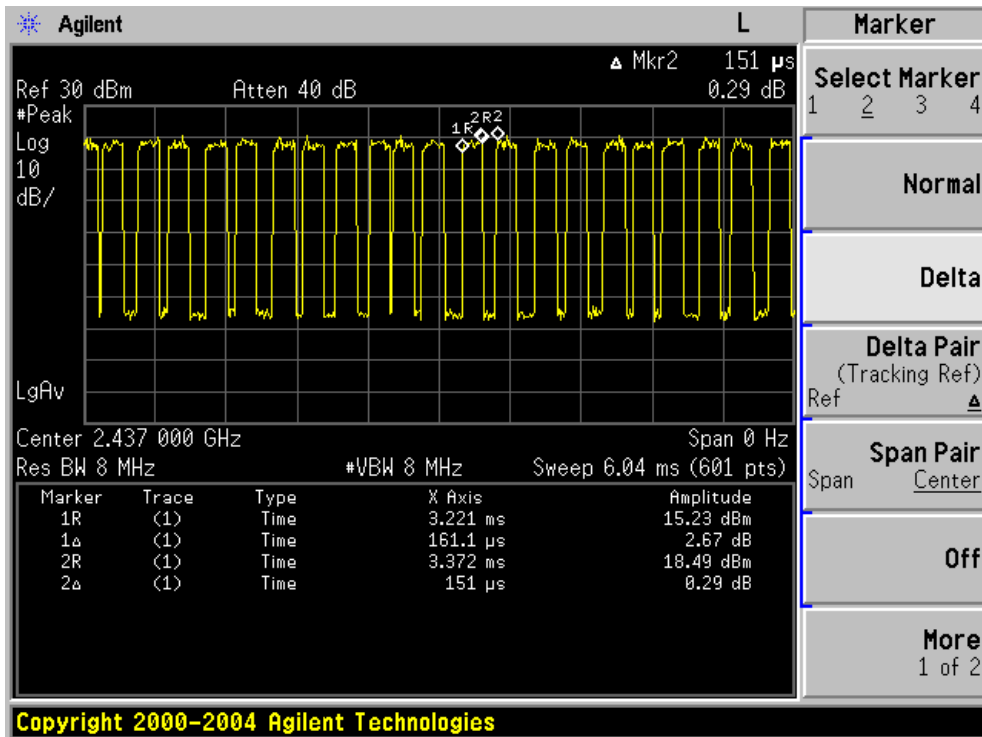 Agilent L Marker
Δ Mkr2 151 μs
Ref 30 dBm Atten 40 dB 0.29 dB
#Peak
Log
10
dB/
1R 2R 2
LgAv
Center 2.437 000 GHz Span 0 Hz
Res BW 8 MHz #VBW 8 MHz Sweep 6.04 ms (601 pts)
Marker Trace Type X Axis Amplitude
1R (1) Time 3.221 ms 15.23 dBm
1Δ (1) Time 161.1 μs 2.67 dB
2R (1) Time 3.372 ms 18.49 dBm
2Δ (1) Time 151 μs 0.29 dB
Select Marker
1 2 3 4
Normal
Delta
Delta Pair
(Tracking Ref)
Ref Δ
Span Pair
Span Center
Off
More
1 of 2
Copyright 2000-2004 Agilent Technologies